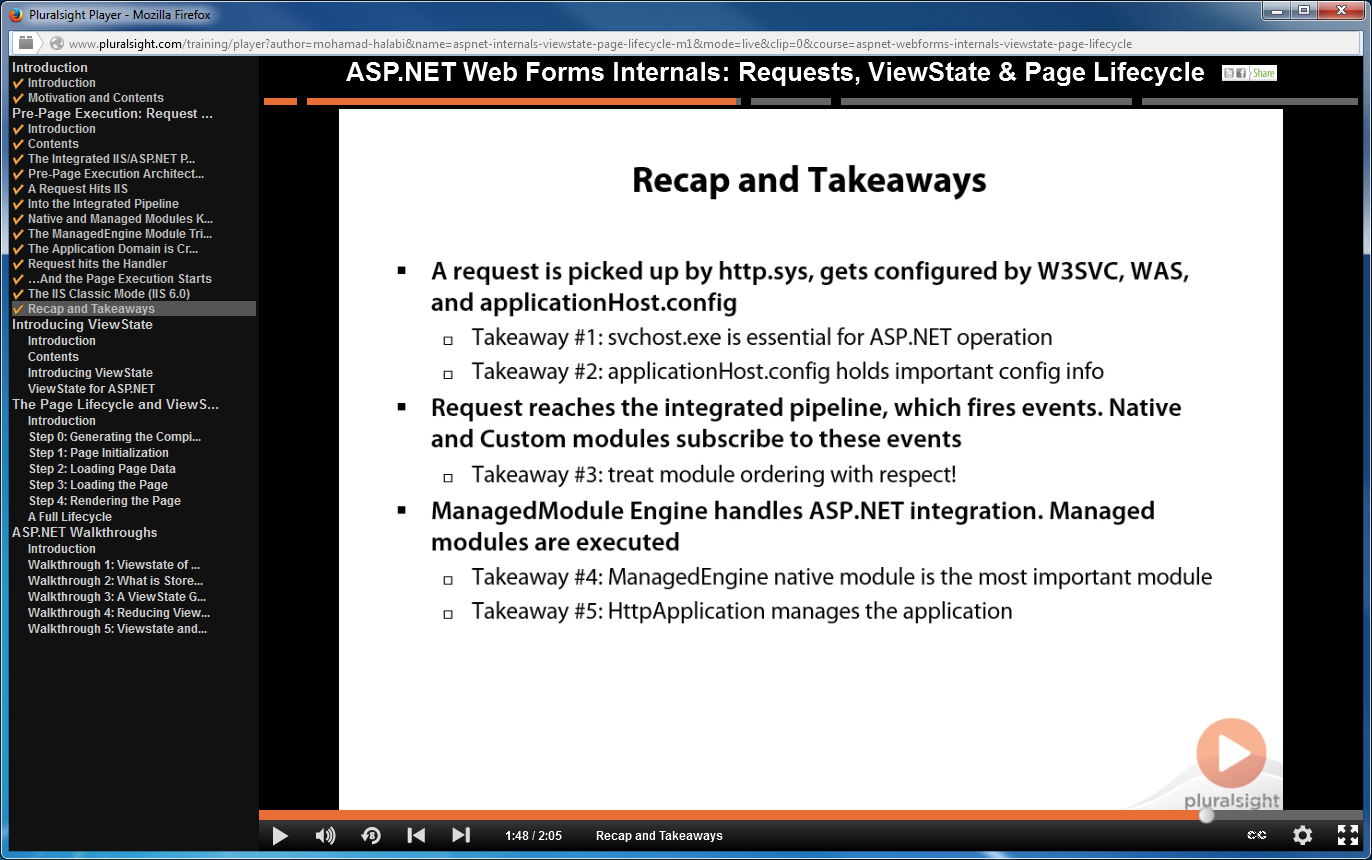 Pluralsight Player - Mozilla Firefox
www.pluralsight.com/training/player?author=mohamad-halabi&name=aspnet-internals-viewstate-page-lifecycle-m1&mode=live&clip=0&course=aspnet-webforms-internals-viewstate-page-lifecycle
Introduction
Introduction
Motivation and Contents
Pre-Page Execution: Request ...
Introduction
Contents
The Integrated IIS/ASP.NET P...
Pre-Page Execution Architect...
A Request Hits IIS
Into the Integrated Pipeline
Native and Managed Modules K...
The ManagedEngine Module Tri...
The Application Domain is Cr...
Request hits the Handler
...And the Page Execution Starts
The IIS Classic Mode (IIS 6.0)
Recap and Takeaways
Introducing ViewState
Introduction
Contents
Introducing ViewState
ViewState for ASP.NET
The Page Lifecycle and ViewS...
Introduction
Step 0: Generating the Compi...
Step 1: Page Initialization
Step 2: Loading Page Data
Step 3: Loading the Page
Step 4: Rendering the Page
A Full Lifecycle
ASP.NET Walkthroughs
Introduction
Walkthrough 1: Viewstate of ...
Walkthrough 2: What is Store...
Walkthrough 3: A ViewState G...
Walkthrough 4: Reducing View...
Walkthrough 5: Viewstate and...
ASP.NET Web Forms Internals: Requests, ViewState & Page Lifecycle
Share
Recap and Takeaways
A request is picked up by http.sys, gets configured by W3SVC, WAS,
and applicationHost.config
Takeaway #1: svchost.exe is essential for ASP.NET operation
Takeaway #2: applicationHost.config holds important config info
Request reaches the integrated pipeline, which fires events. Native
and Custom modules subscribe to these events
Takeaway #3: treat module ordering with respect!
ManagedModule Engine handles ASP.NET integration. Managed
modules are executed
Takeaway #4: ManagedEngine native module is the most important module
Takeaway #5: HttpApplication manages the application
pluralsight
8
1:48 / 2:05
Recap and Takeaways
CC